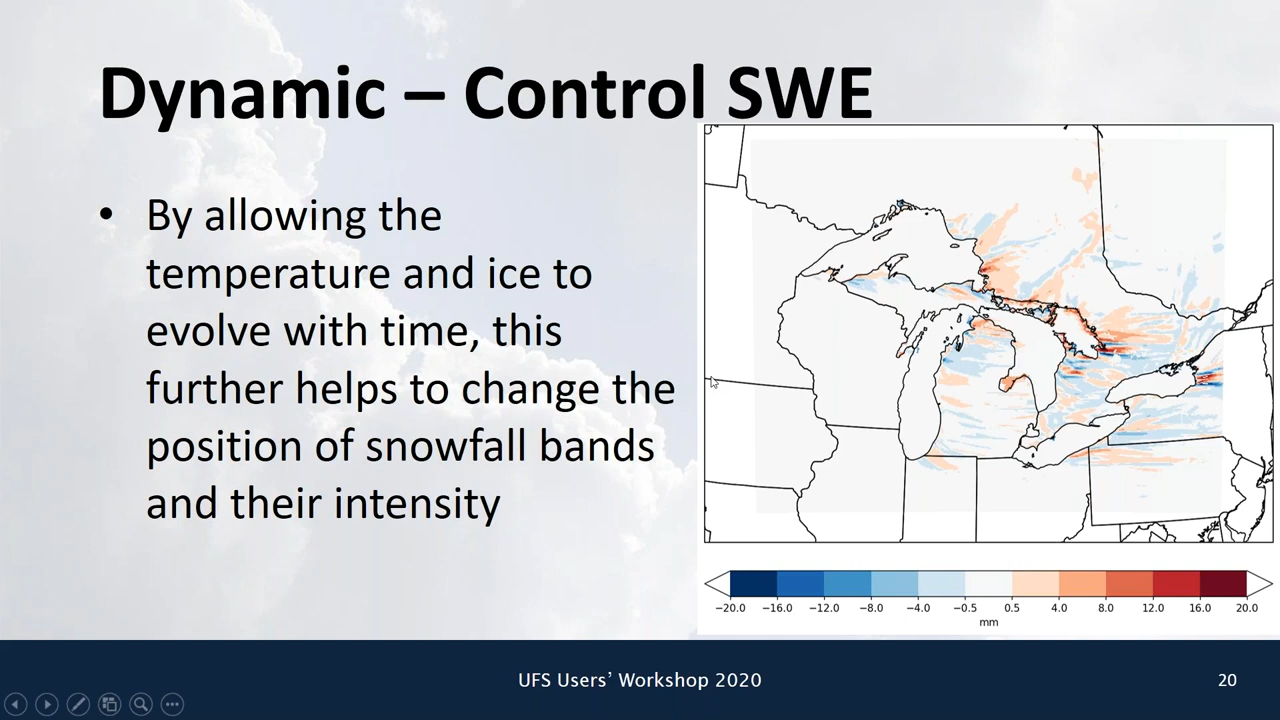 Dynamic – Control SWE
• By allowing the
temperature and ice to
evolve with time, this
further helps to change the
position of snowfall bands
and their intensity
−20.0 −16.0 −12.0 −8.0 −4.0 −0.5 0.5 4.0 8.0 12.0 16.0 20.0
mm
UFS Users’ Workshop 2020
20